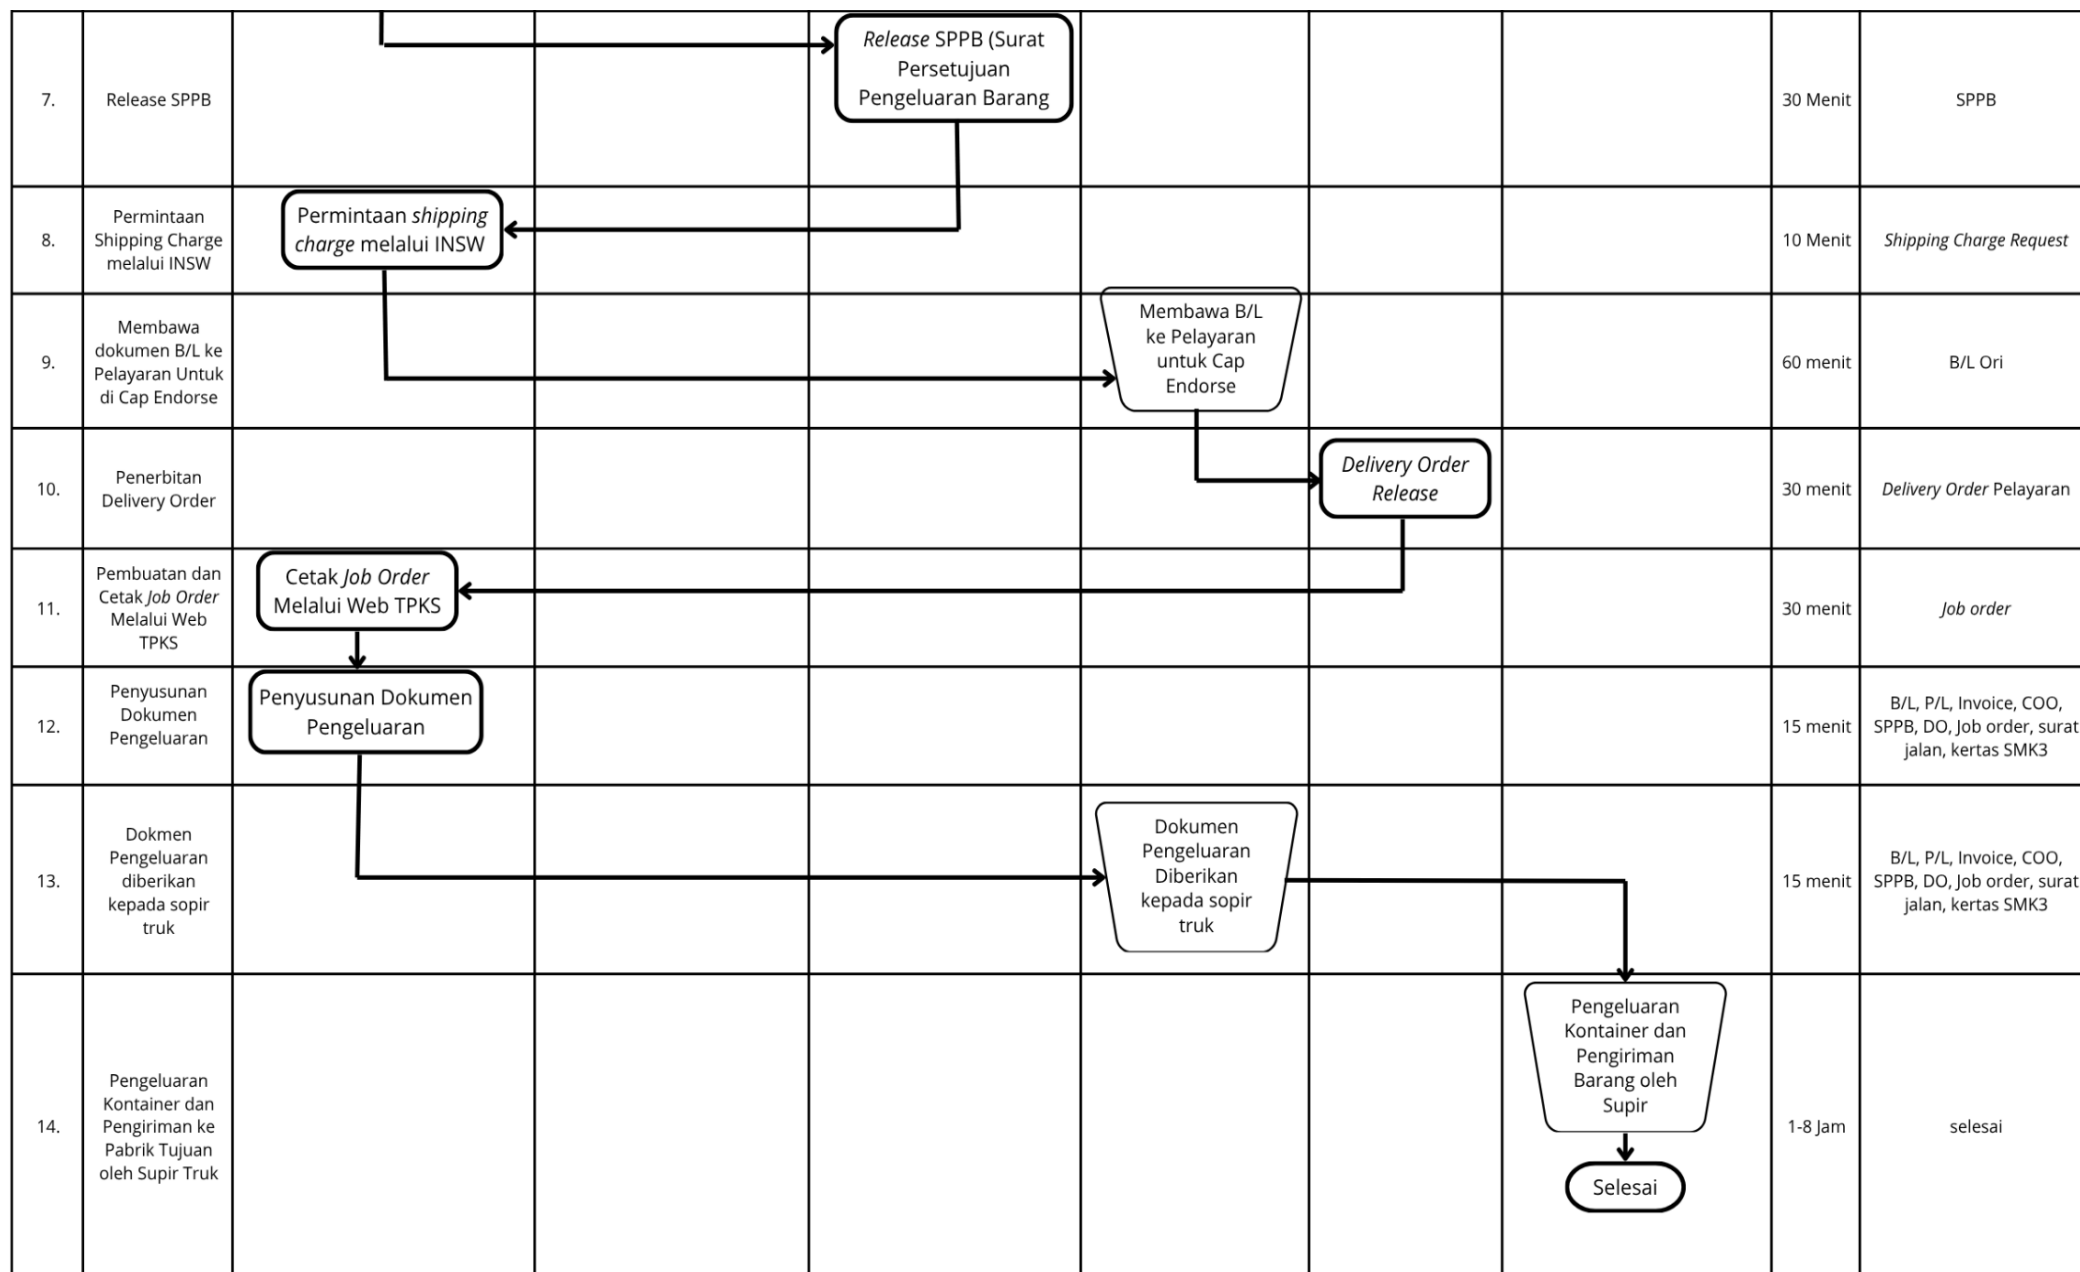 7.
Release SPPB
Release SPPB (Surat
Persetujuan
Pengeluaran Barang
30 Menit
SPPB
8.
Permintaan
Shipping Charge
melalui INSW
Permintaan shipping
charge melalui INSW
10 Menit
Shipping Charge Request
9.
Membawa
dokumen B/L ke
Pelayaran Untuk
di Cap Endorse
Membawa B/L
ke Pelayaran
untuk Cap
Endorse
60 menit
B/L Ori
10.
Penerbitan
Delivery Order
Delivery Order
Release
30 menit
Delivery Order Pelayaran
11.
Pembuatan dan
Cetak Job Order
Melalui Web
TPKS
Cetak Job Order
Melalui Web TPKS
30 menit
Job order
12.
Penyusunan
Dokumen
Pengeluaran
Penyusunan Dokumen
Pengeluaran
15 menit
B/L, P/L, Invoice, COO,
SPPB, DO, Job order, surat
jalan, kertas SMK3
13.
Dokmen
Pengeluaran
diberikan
kepada sopir
truk
Dokumen
Pengeluaran
Diberikan
kepada sopir
truk
15 menit
B/L, P/L, Invoice, COO,
SPPB, DO, Job order, surat
jalan, kertas SMK3
14.
Pengeluaran
Kontainer dan
Pengiriman ke
Pabrik Tujuan
oleh Supir Truk
Pengeluaran
Kontainer dan
Pengiriman
Barang oleh
Supir
Selesai
1-8 Jam
selesai